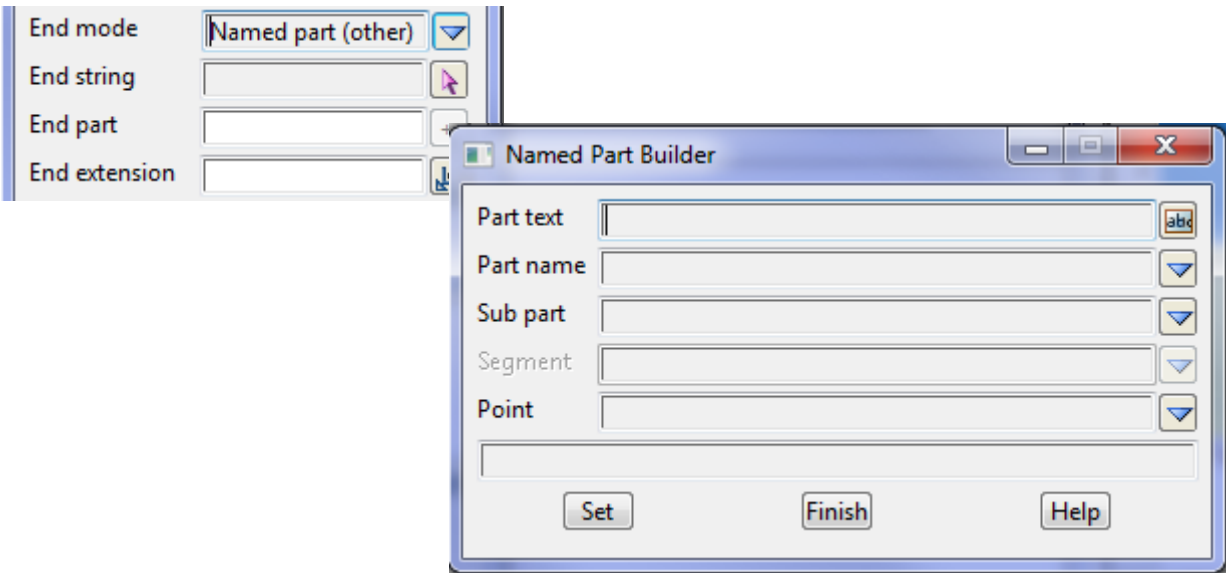 End mode Named part (other)
End string
End part
End extension
Named Part Builder
Part text abc
Part name
Sub part
Segment
Point
Set Finish Help